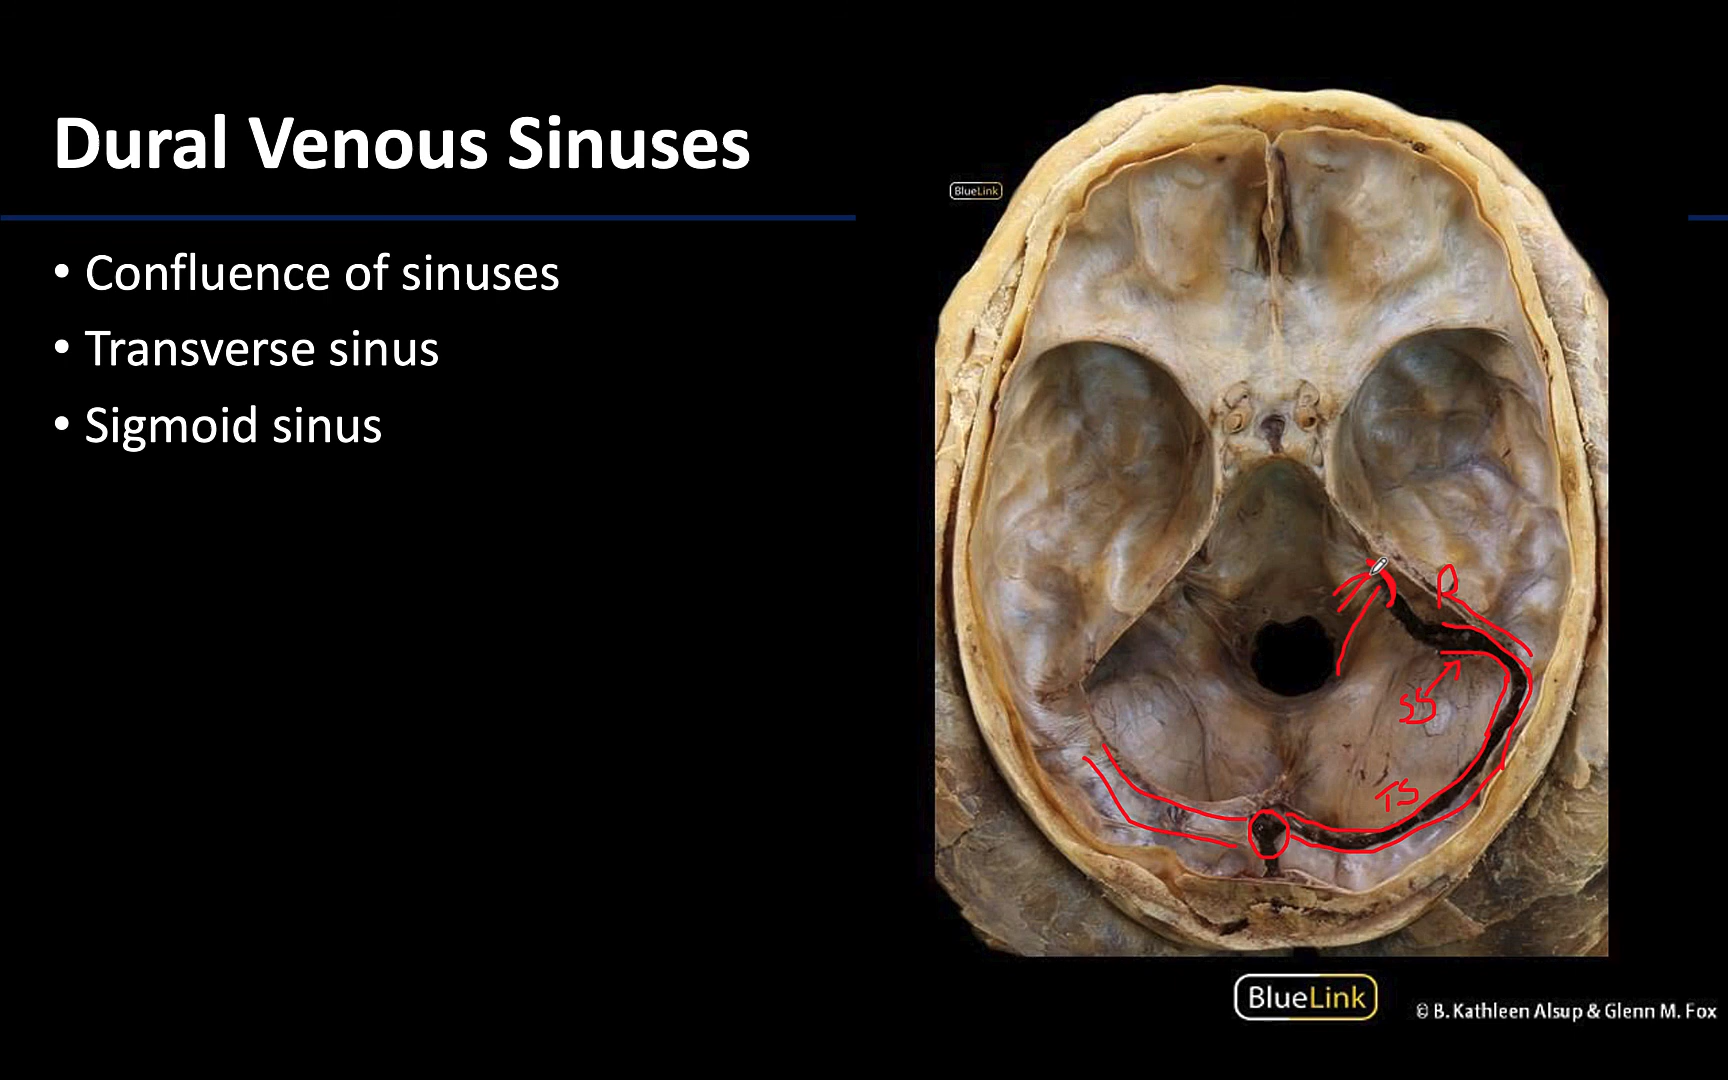 Dural Venous Sinuses
• Confluence of sinuses
• Transverse sinus
• Sigmoid sinus
BlueLink
R
SS
TS
BlueLink
© B. Kathleen Alsup & Glenn M. Fox